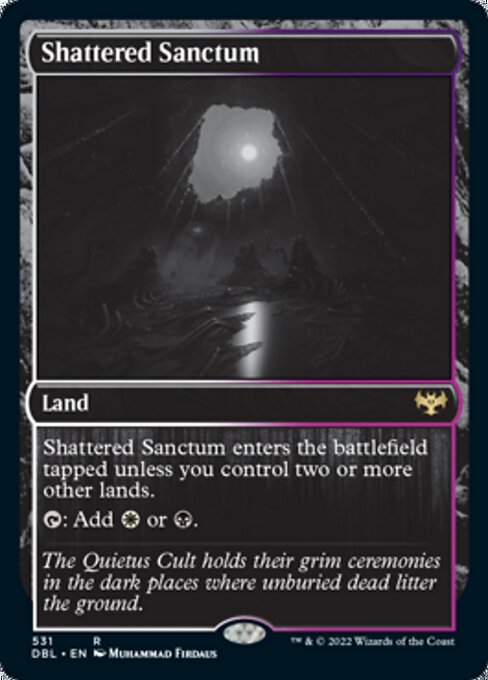 Shattered Sanctum
Land
Shattered Sanctum enters the battlefield
tapped unless you control two or more
other lands.
: Add or .
The Quietus Cult holds their grim ceremonies
in the dark places where unburied dead litter
the ground.
531 R
DBL • EN Muhammad Firdaus
™ & © 2022 Wizards of the Coast